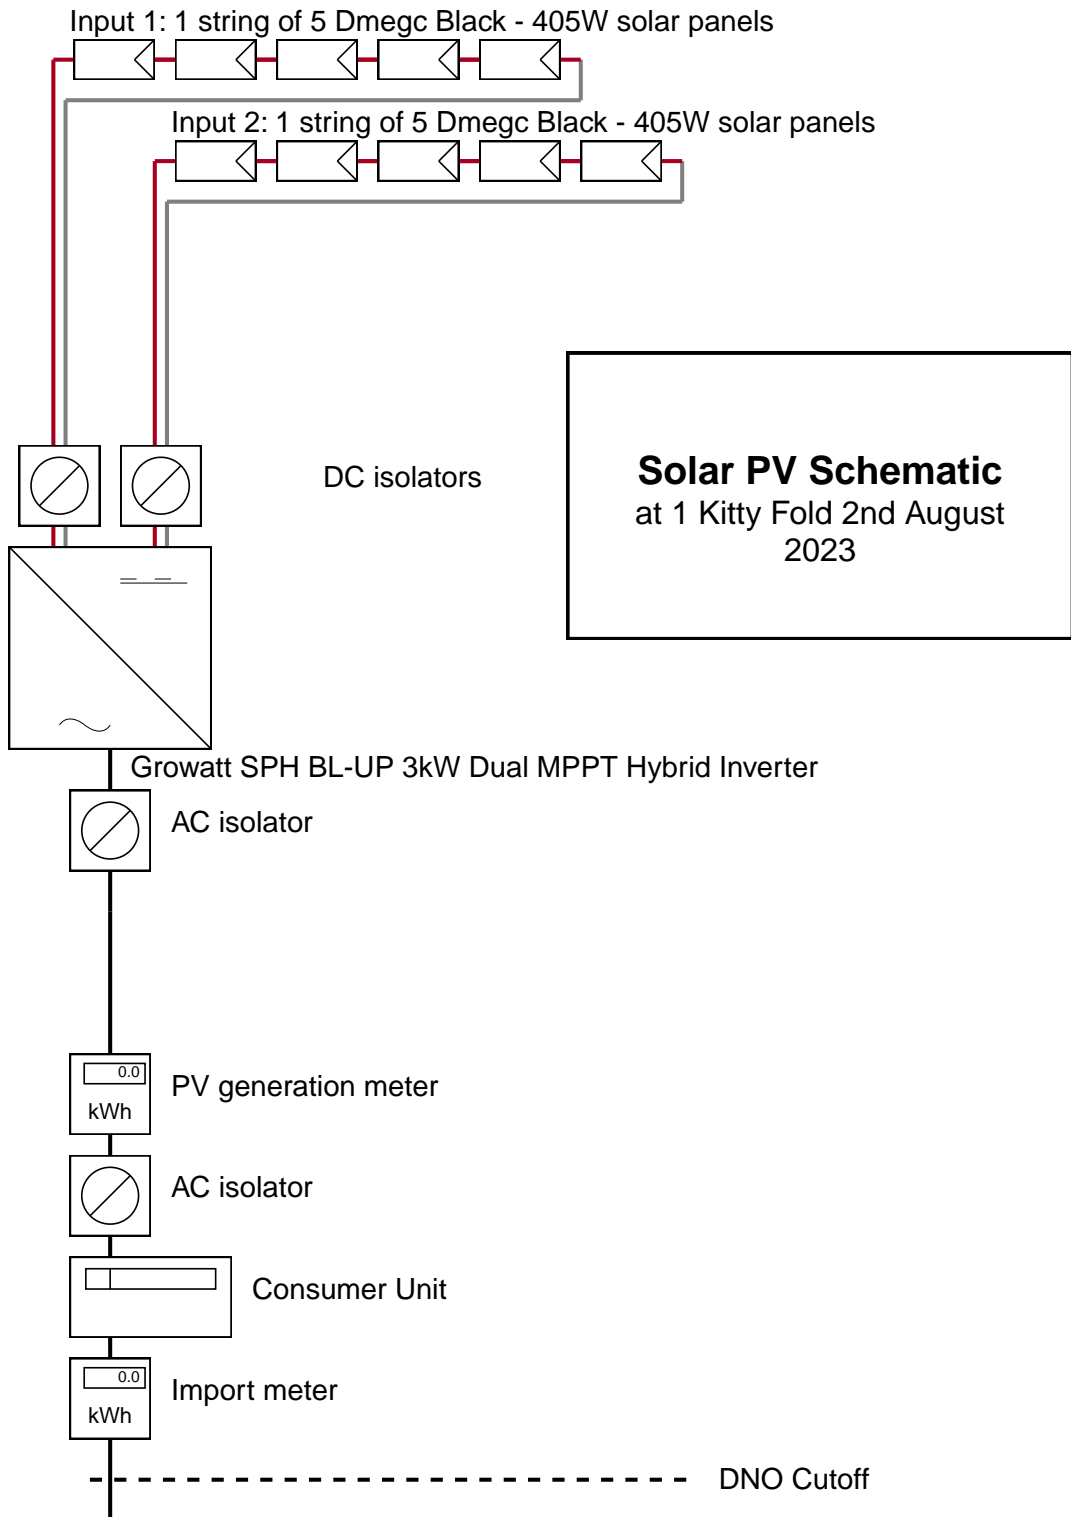 Input 1: 1 string of 5 Dmegc Black - 405W solar panels
Input 2: 1 string of 5 Dmegc Black - 405W solar panels
DC isolators
Solar PV Schematic
at 1 Kitty Fold 2nd August
2023
Growatt SPH BL-UP 3kW Dual MPPT Hybrid Inverter
AC isolator
0.0
kWh
PV generation meter
AC isolator
Consumer Unit
0.0
kWh
Import meter
DNO Cutoff